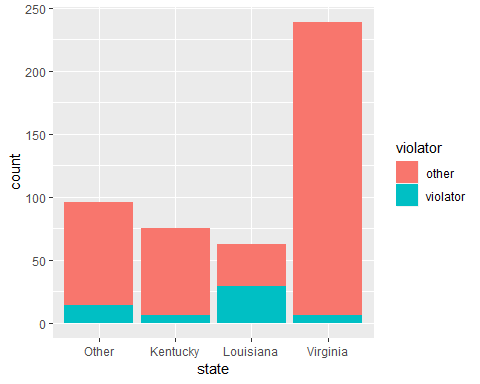 250
200
150
100
50
0
count
Other Kentucky Louisiana Virginia
state
violator
other
violator